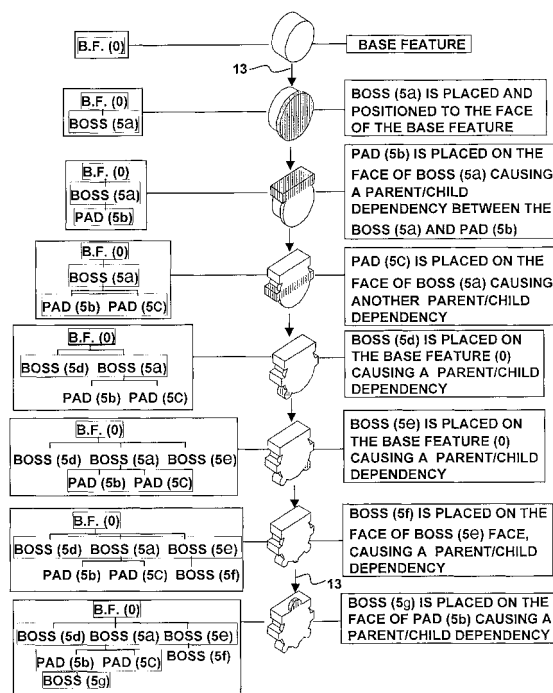 B.F. (0)
BASE FEATURE
13
B.F. (0)
BOSS (5a)
BOSS (5a) IS PLACED AND
POSITIONED TO THE FACE
OF THE BASE FEATURE
B.F. (0)
BOSS (5a)
PAD (5b)
PAD (5b) IS PLACED ON THE
FACE OF BOSS (5a) CAUSING
A PARENT/CHILD
DEPENDENCY BETWEEN THE
BOSS (5a) AND PAD (5b)
B.F. (0)
BOSS (5a)
PAD (5b) PAD (5C)
PAD (5C) IS PLACED ON THE
FACE OF BOSS (5a) CAUSING
ANOTHER PARENT/CHILD
DEPENDENCY
B.F. (0)
BOSS (5d) BOSS (5a)
PAD (5b) PAD (5C)
BOSS (5d) IS PLACED ON
THE BASE FEATURE (0)
CAUSING A PARENT/CHILD
DEPENDENCY
B.F. (0)
BOSS (5d) BOSS (5a) BOSS (5e)
PAD (5b) PAD (5C)
BOSS (5e) IS PLACED ON
THE BASE FEATURE (0)
CAUSING A PARENT/CHILD
DEPENDENCY
B.F. (0)
BOSS (5d) BOSS (5a) BOSS (5e)
PAD (5b) PAD (5C) BOSS (5f)
BOSS (5f) IS PLACED ON THE
FACE OF BOSS (5e) FACE,
CAUSING A PARENT/CHILD
DEPENDENCY
13
B.F. (0)
BOSS (5d) BOSS (5a) BOSS (5e)
PAD (5b) PAD (5C) BOSS (5f)
BOSS (5g)
BOSS (5g) IS PLACED ON THE
FACE OF PAD (5b) CAUSING A
PARENT/CHILD DEPENDENCY